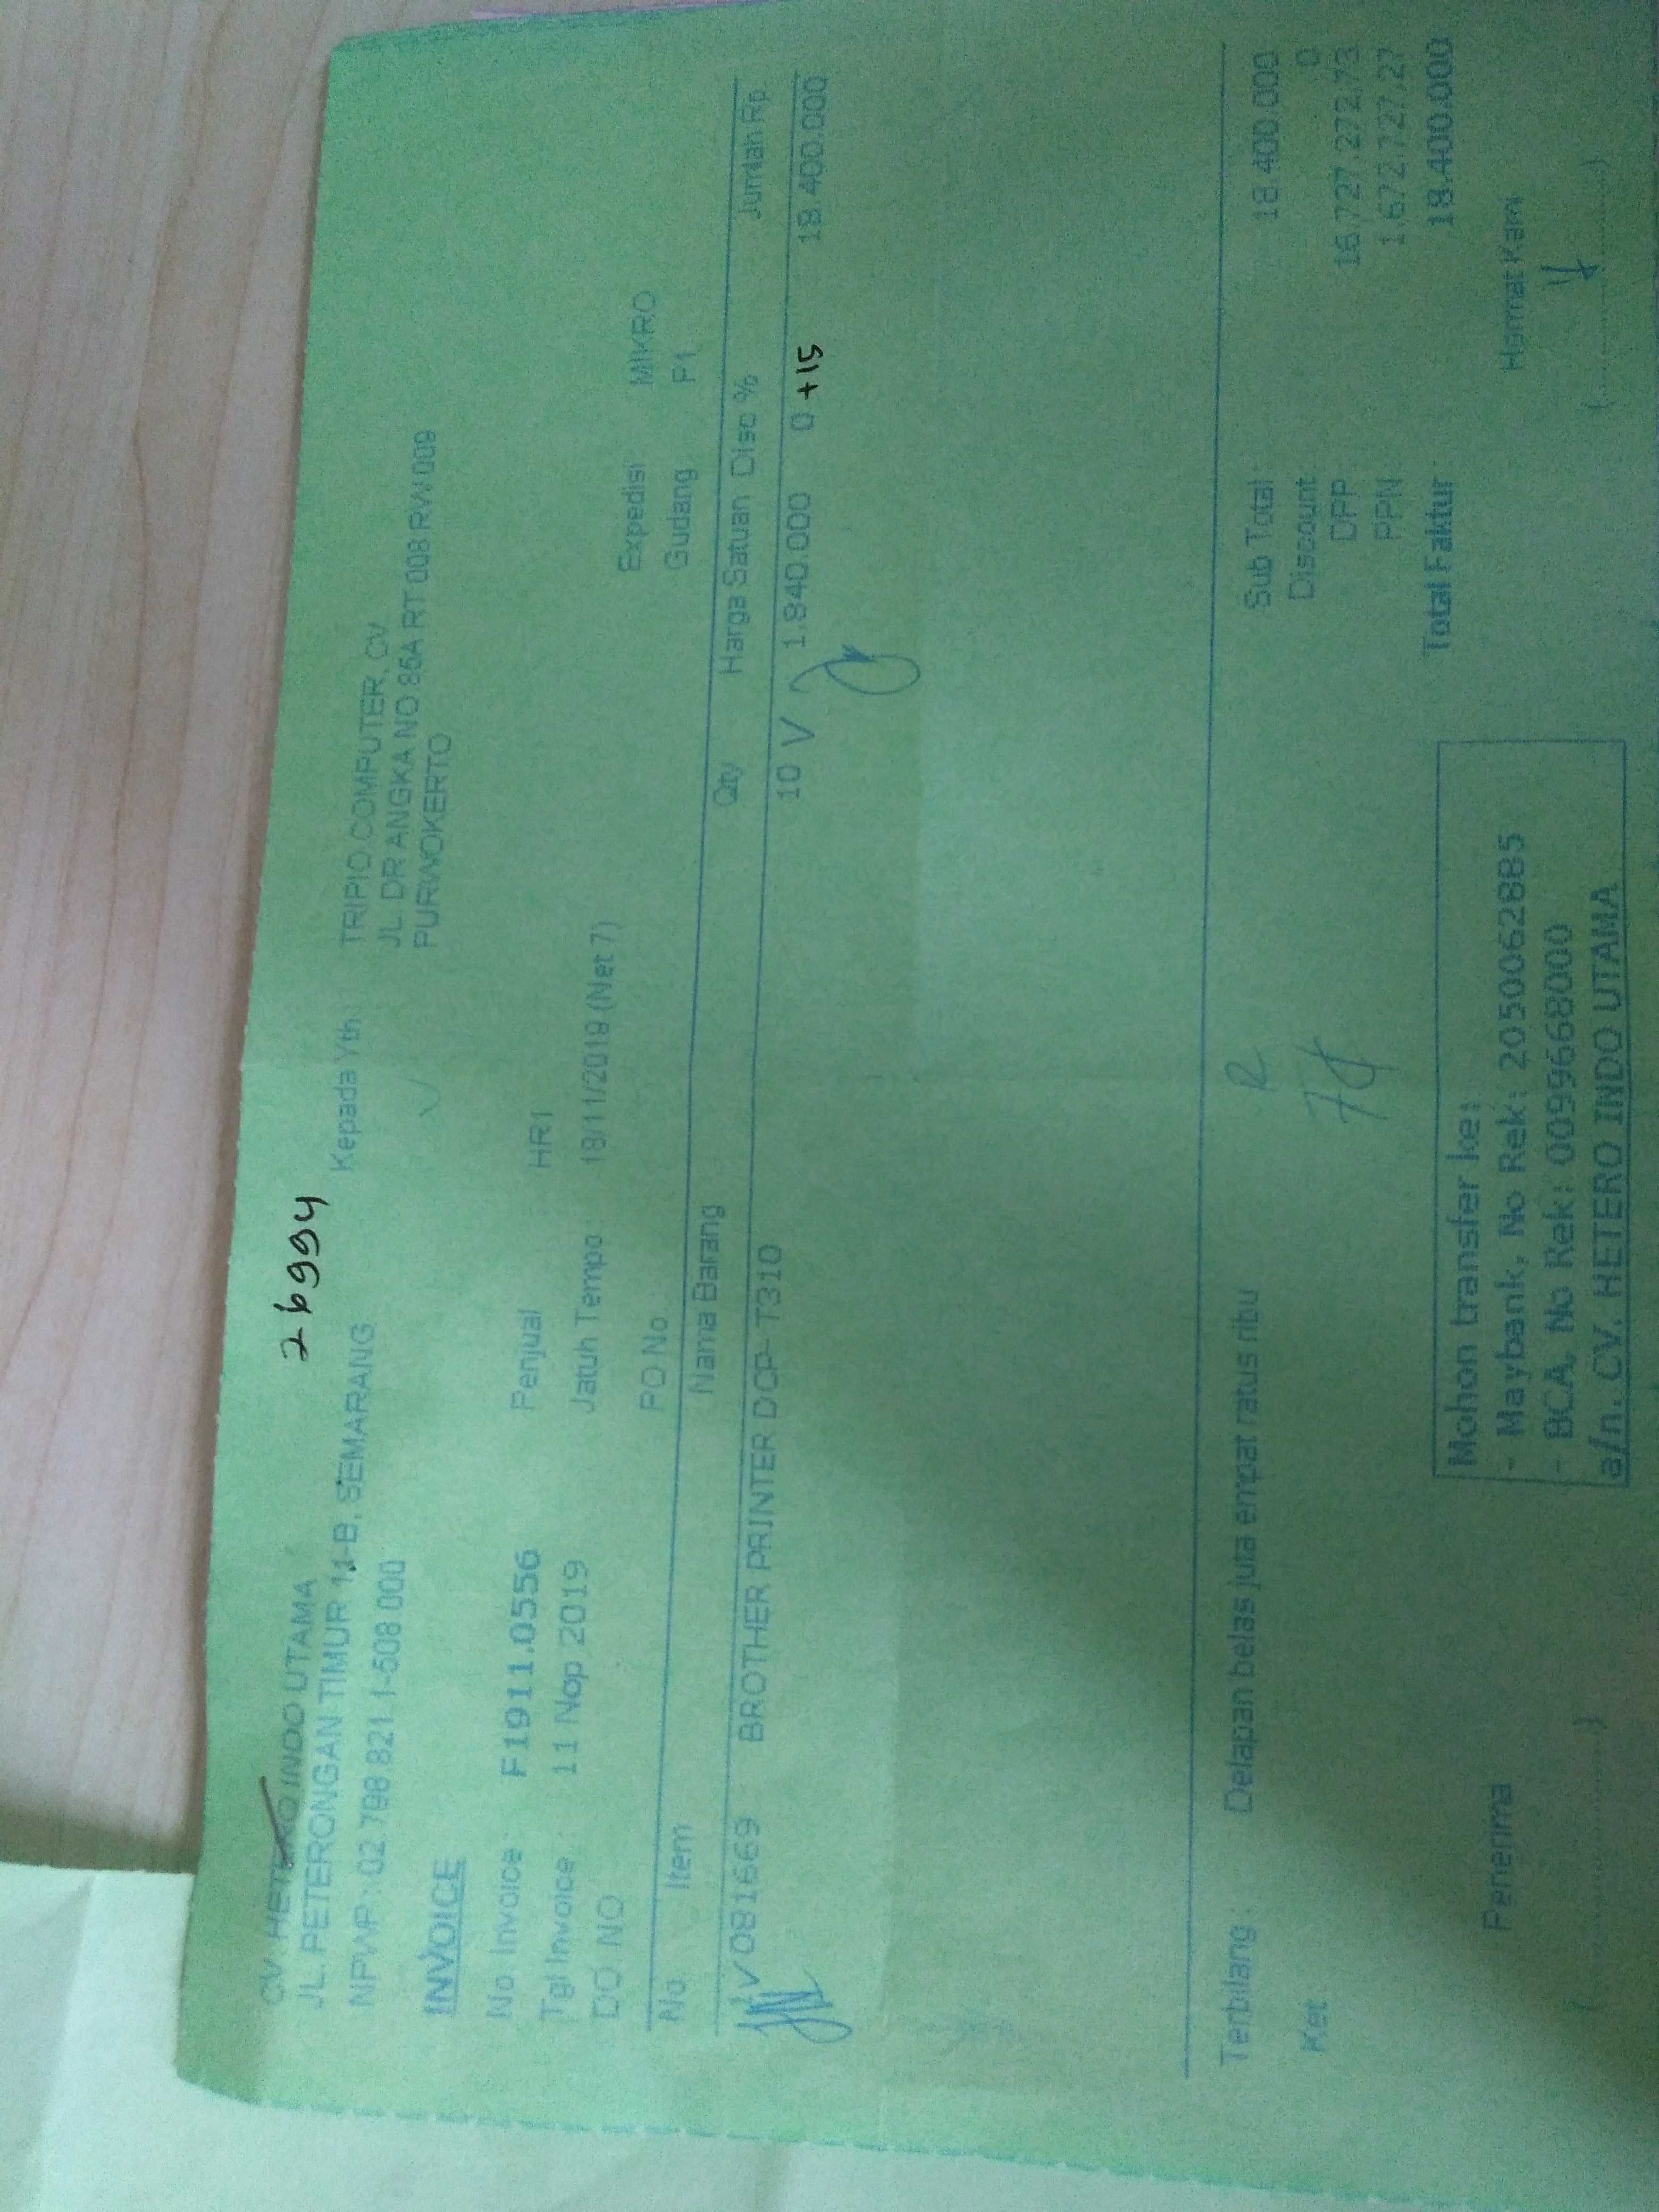 26994
CV. HETERO INDO UTAMA
JL. PETERONGAN TIMUR 11-B, SEMARANG
NPWP : 02.798.821.1-508.000
Kepada Yth : TRIPIO COMPUTER, CV
JL. DR ANGKA NO 85A RT 008 RW 009
PURWOKERTO
INVOICE
No Invoice : F1911.0556
Penjual : HR1
Tgl Invoice : 11 Nop 2019
Jatuh Tempo : 18/11/2019 (Net 7)
Expedisi MIKRO
DO. NO
PO No :
Gudang P1
No Item Nama Barang Qty Harga Satuan Disc % Jumlah Rp
1 V 081669 BROTHER PRINTER DCP- T310 10 V 1.840.000 0 +15 18.400.000
Terbilang : Delapan belas juta empat ratus ribu
Sub Total : 18.400.000
Ket
Discount : 0
DPP : 16.727.272,73
PPN : 1.672.727,27
Total Faktur : 18.400.000
Mohon transfer ke:
- Maybank, No Rek: 2050062885
- BCA, No Rek: 0099668000
a/n. CV. HETERO INDO UTAMA
Penerima
Hormat Kami
(....................)
(....................)